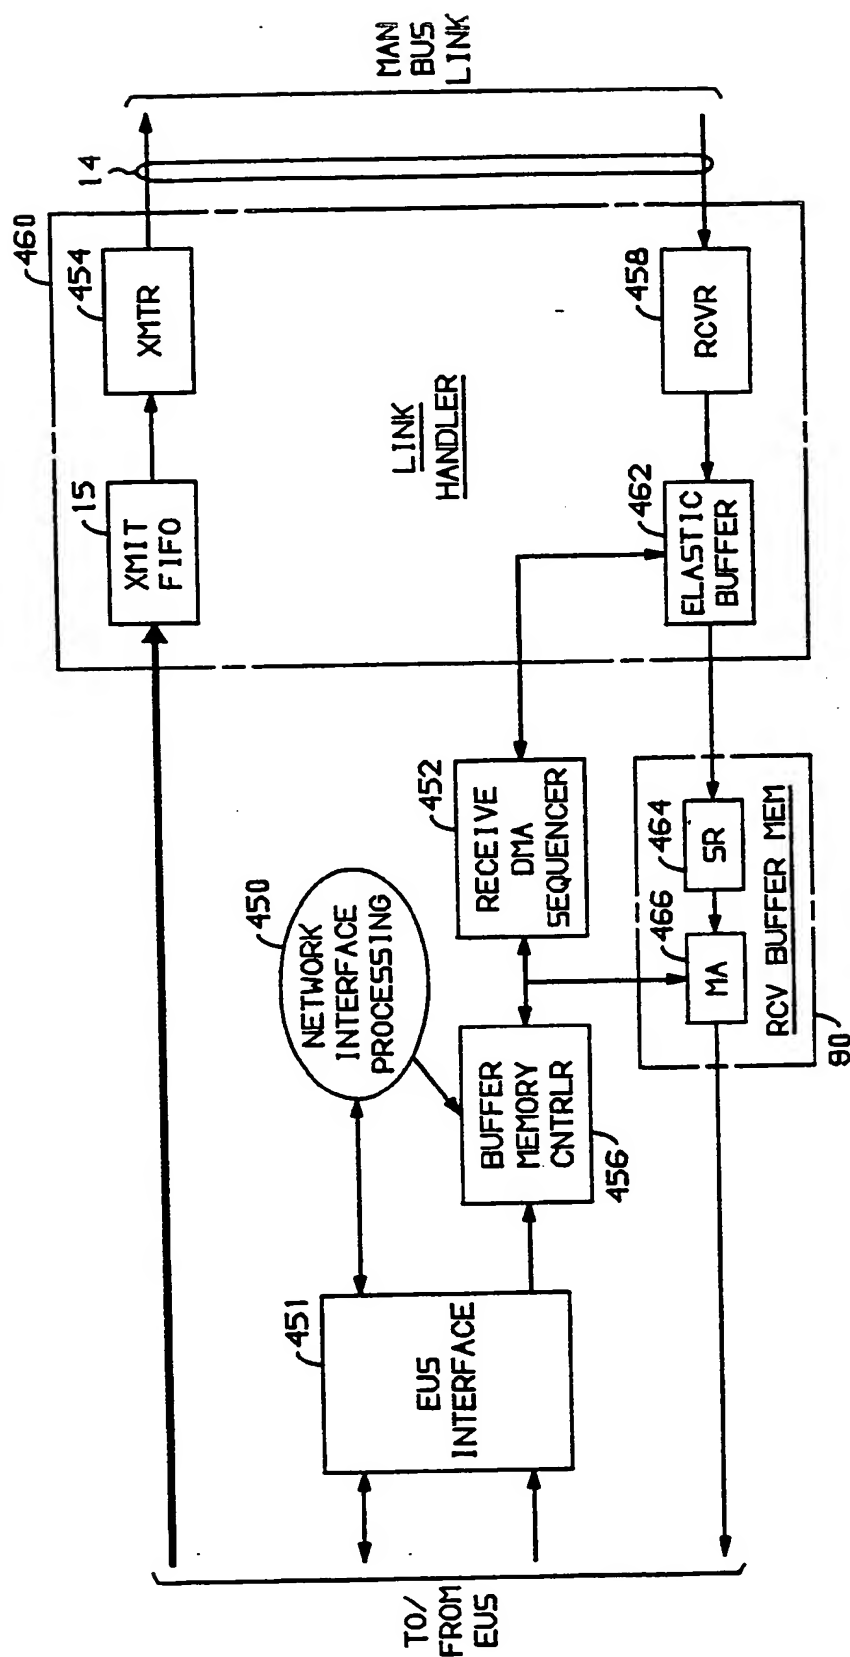 MAN
BUS
LINK
14
460
454
XMTR
15
XMIT
FIFO
LINK
HANDLER
458
RCVR
462
ELASTIC
BUFFER
452
RECEIVE
DMA
SEQUENCER
450
NETWORK
INTERFACE
PROCESSING
464
SR
466
MA
RCV BUFFER MEM
90
BUFFER
MEMORY
CNTRLR
456
451
EUS
INTERFACE
TO/
FROM
EUS